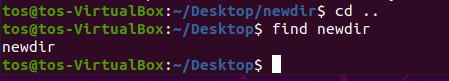 tos@tos-VirtualBox:~/Desktop/newdir$ cd ..
tos@tos-VirtualBox:~/Desktop$ find newdir
newdir
tos@tos-VirtualBox:~/Desktop$